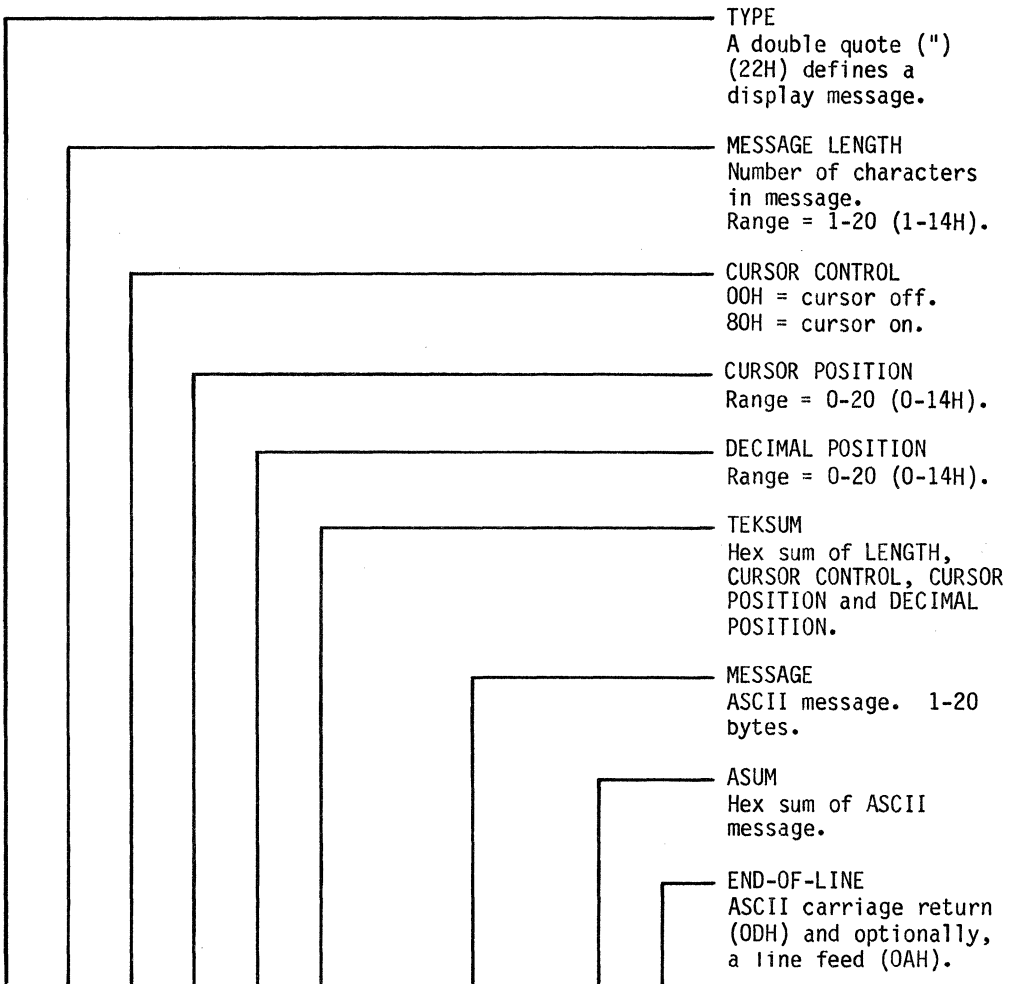 TYPE
A double quote (")
(22H) defines a
display message.
MESSAGE LENGTH
Number of characters
in message.
Range = 1-20 (1-14H).
CURSOR CONTROL
00H = cursor off.
80H = cursor on.
CURSOR POSITION
Range = 0-20 (0-14H).
DECIMAL POSITION
Range = 0-20 (0-14H).
TEKSUM
Hex sum of LENGTH,
CURSOR CONTROL, CURSOR
POSITION and DECIMAL
POSITION.
MESSAGE
ASCII message. 1-20
bytes.
ASUM
Hex sum of ASCII
message.
END-OF-LINE
ASCII carriage return
(0DH) and optionally,
a line feed (0AH).